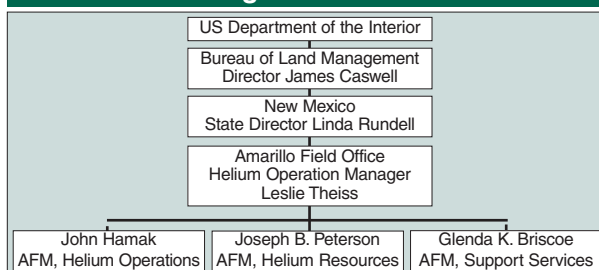 US Department of the Interior
Bureau of Land Management
Director James Caswell
New Mexico
State Director Linda Rundell
Amarillo Field Office
Helium Operation Manager
Leslie Theiss
John Hamak
AFM, Helium Operations
Joseph B. Peterson
AFM, Helium Resources
Glenda K. Briscoe
AFM, Support Services